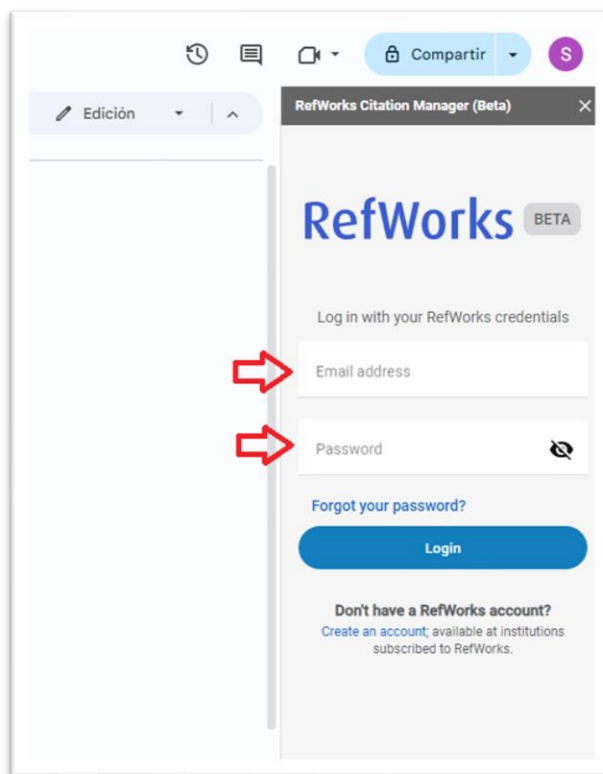 Compartir
S
Edición
RefWorks Citation Manager (Beta)
RefWorks BETA
Log in with your RefWorks credentials
Email address
Password
Forgot your password?
Login
Don't have a RefWorks account?
Create an account; available at institutions
subscribed to RefWorks.